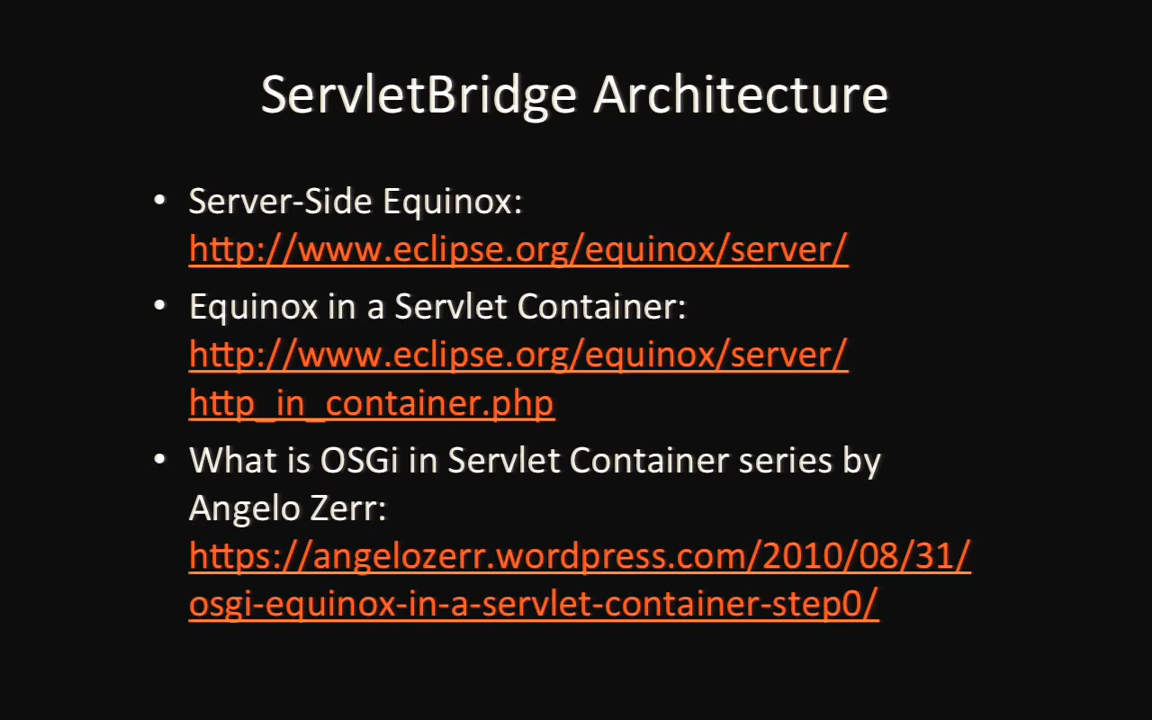 ServletBridge Architecture
• Server-Side Equinox:
http://www.eclipse.org/equinox/server/
• Equinox in a Servlet Container:
http://www.eclipse.org/equinox/server/
http_in_container.php
• What is OSGi in Servlet Container series by
Angelo Zerr:
https://angelozerr.wordpress.com/2010/08/31/
osgi-equinox-in-a-servlet-container-step0/